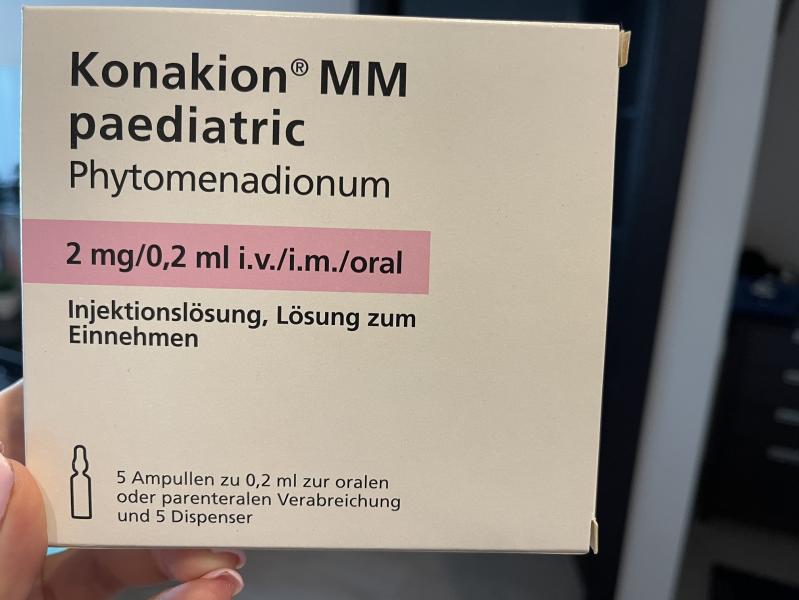 Konakion® MM
paediatric
Phytomenadionum
2 mg/0,2 ml i.v./i.m./oral
Injektionslösung, Lösung zum
Einnehmen
5 Ampullen zu 0,2 ml zur oralen
oder parenteralen Verabreichung
und 5 Dispenser